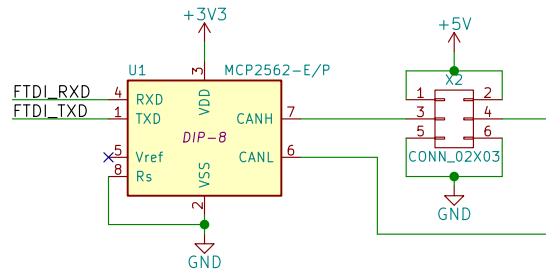 +3V3
+5V
U1
MCP2562-E/P
X2
3
FTDI_RXD
4
RXD
VDD
1
2
FTDI_TXD
1
TXD
CANH
7
3
4
DIP-8
5
6
5
Vref
CANL
6
CONN_02X03
8
Rs
VSS
2
GND
GND